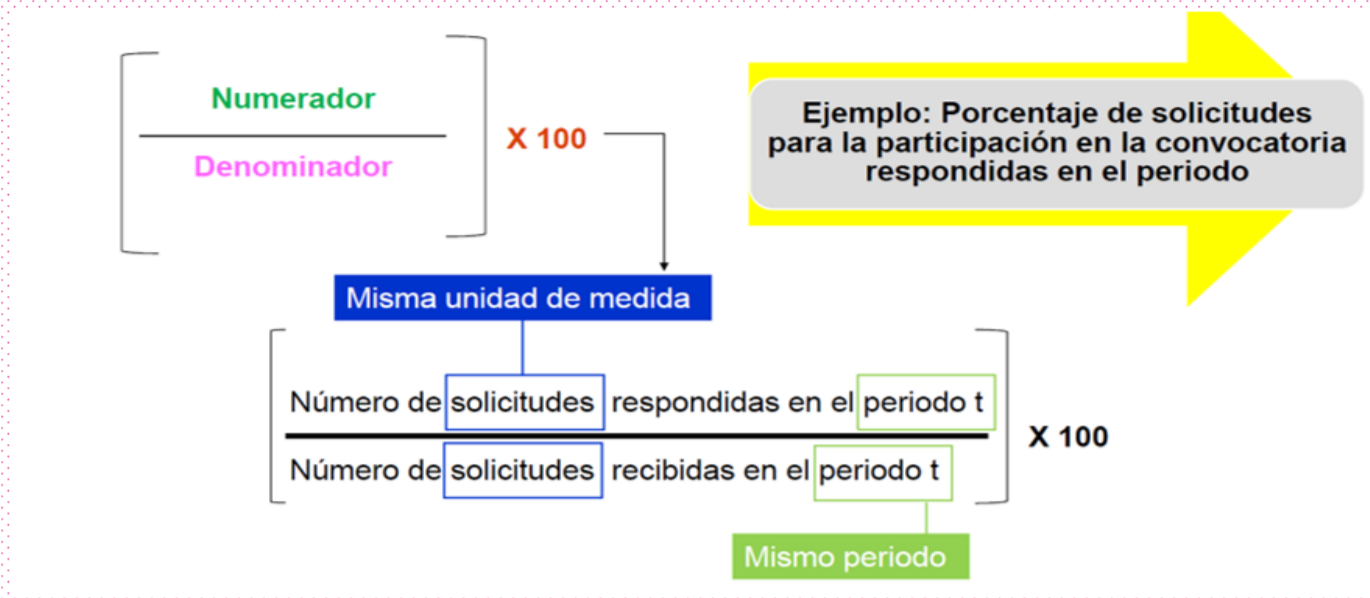 Numerador
Denominador
X 100
Ejemplo: Porcentaje de solicitudes
para la participación en la convocatoria
respondidas en el periodo
Misma unidad de medida
Número de solicitudes respondidas en el periodo t
Número de solicitudes recibidas en el periodo t
X 100
Mismo periodo